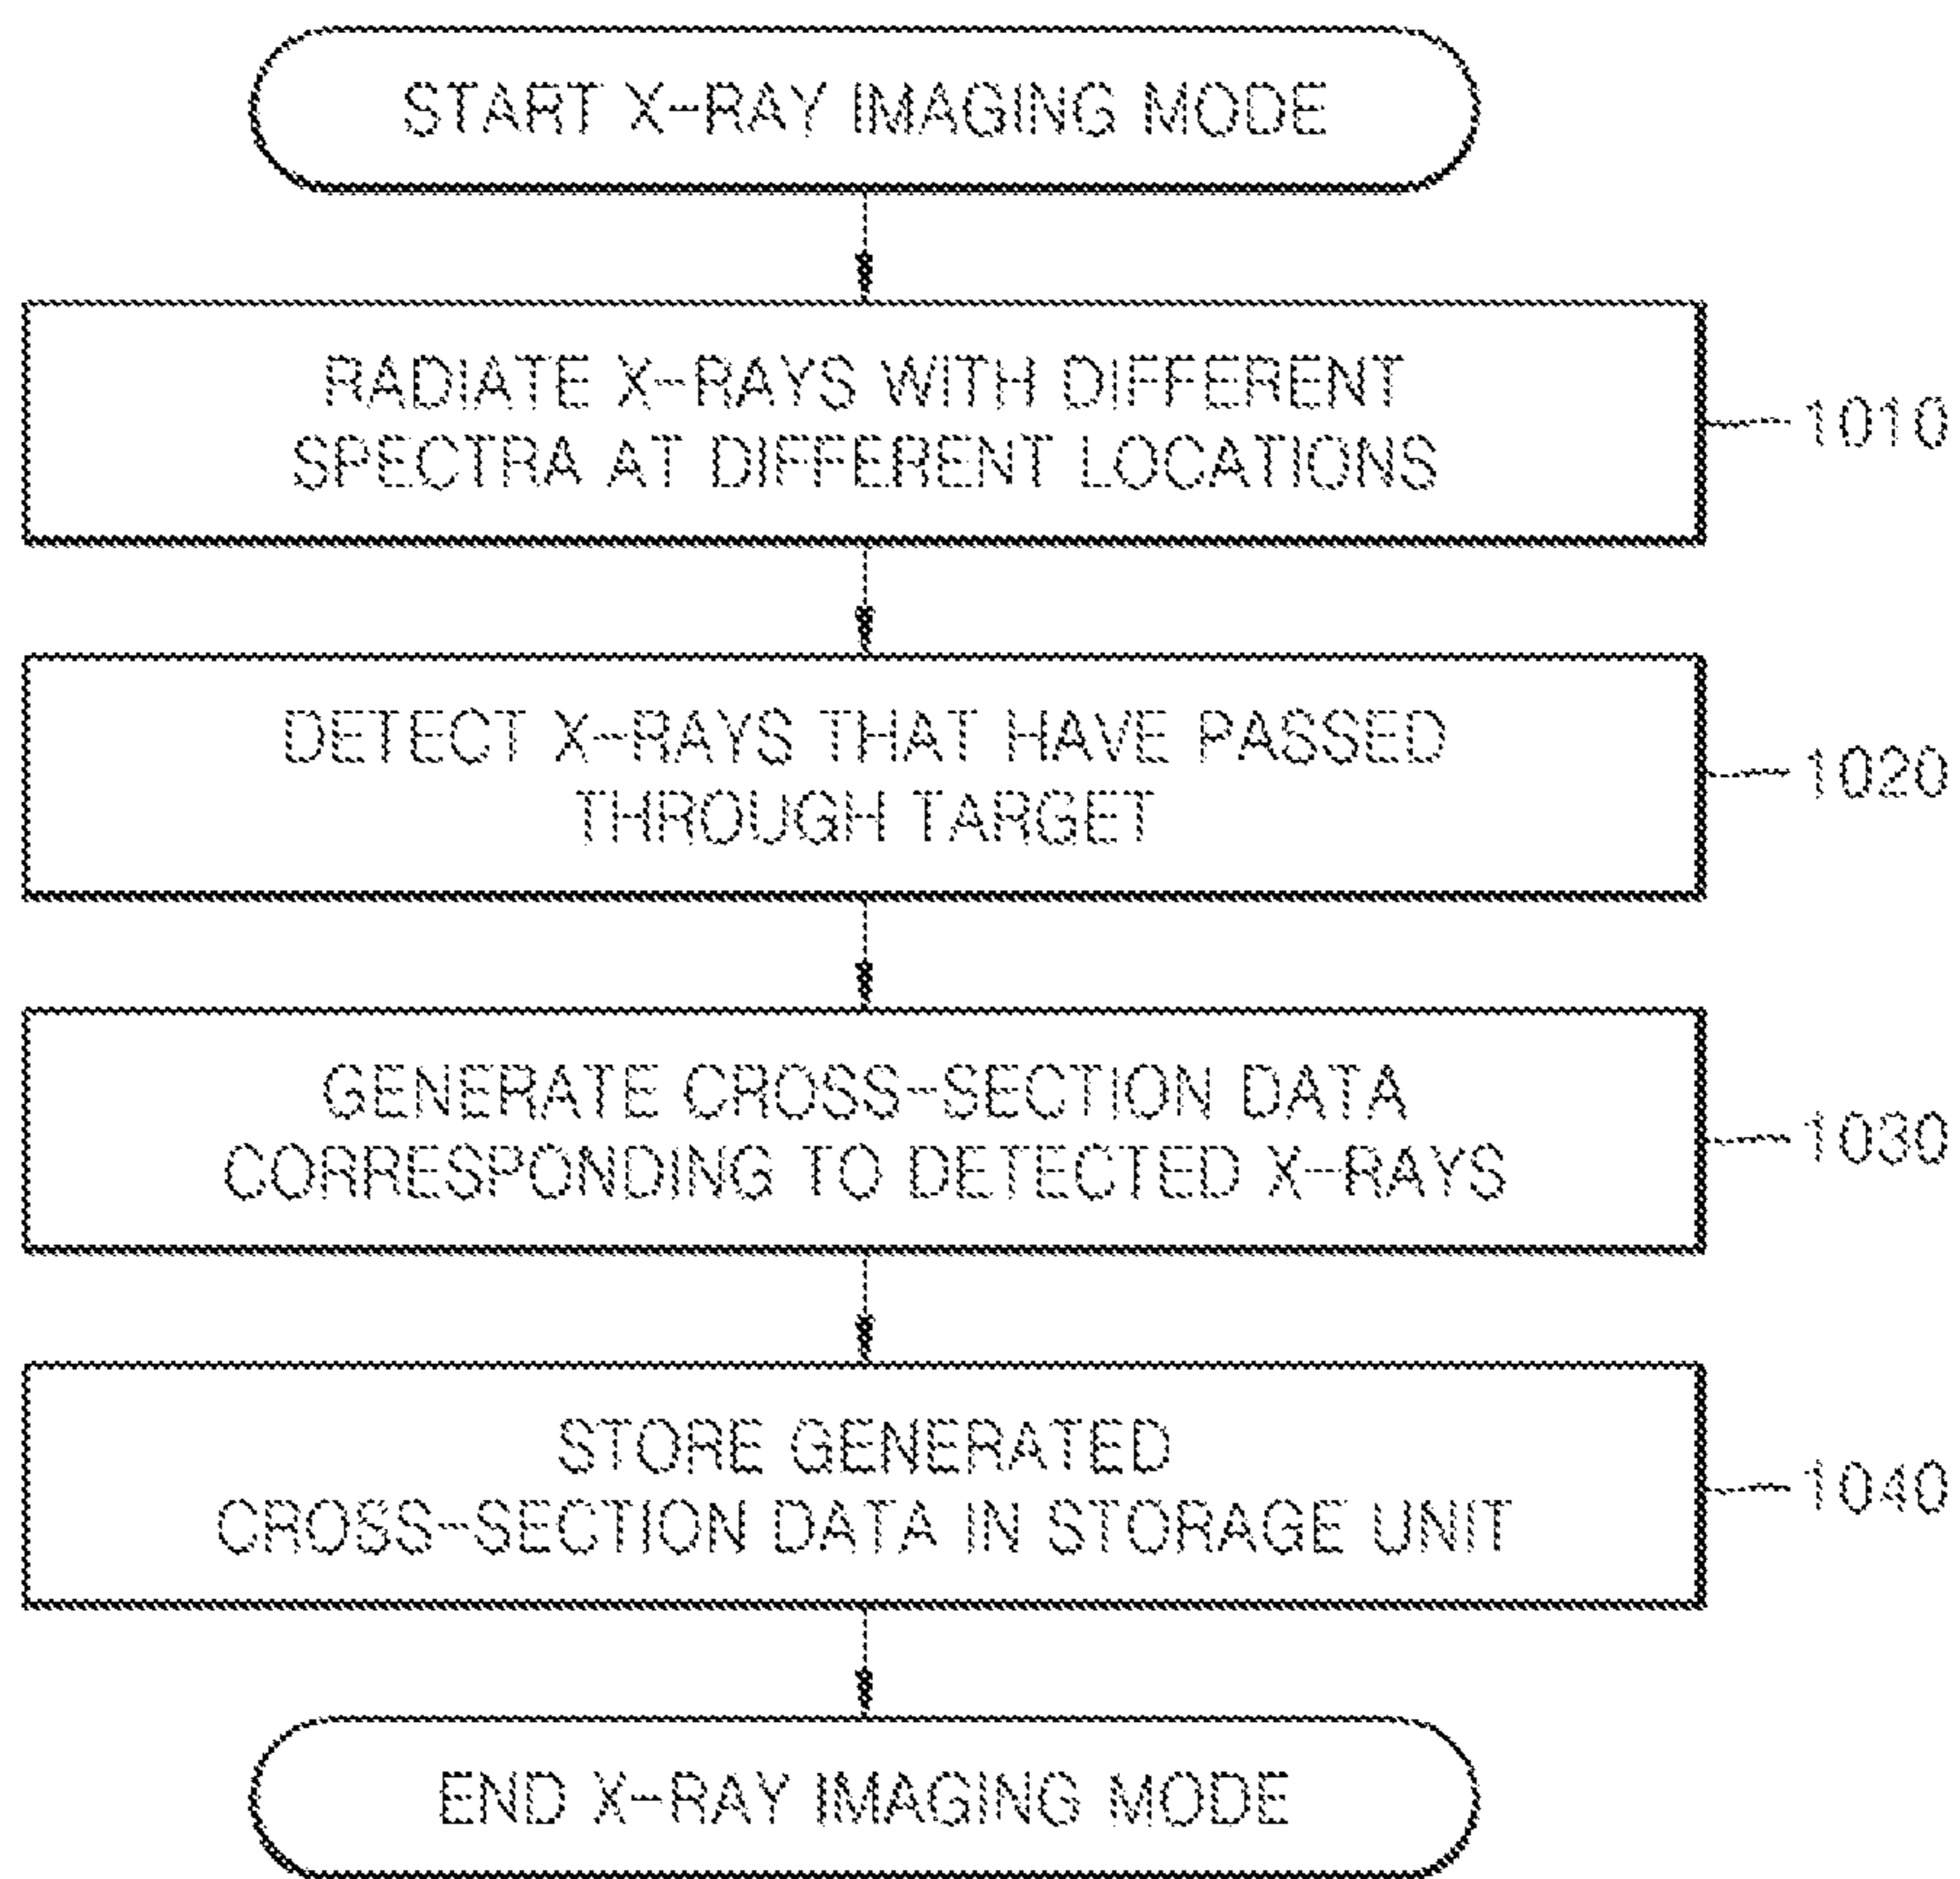 START X-RAY IMAGING MODE
RADIATE X-RAYS WITH DIFFERENT
SPECTRA AT DIFFERENT LOCATIONS
1010
DETECT X-RAYS THAT HAVE PASSED
THROUGH TARGET
1020
GENERATE CROSS-SECTION DATA
CORRESPONDING TO DETECTED X-RAYS
1030
STORE GENERATED
CROSS-SECTION DATA IN STORAGE UNIT
1040
END X-RAY IMAGING MODE